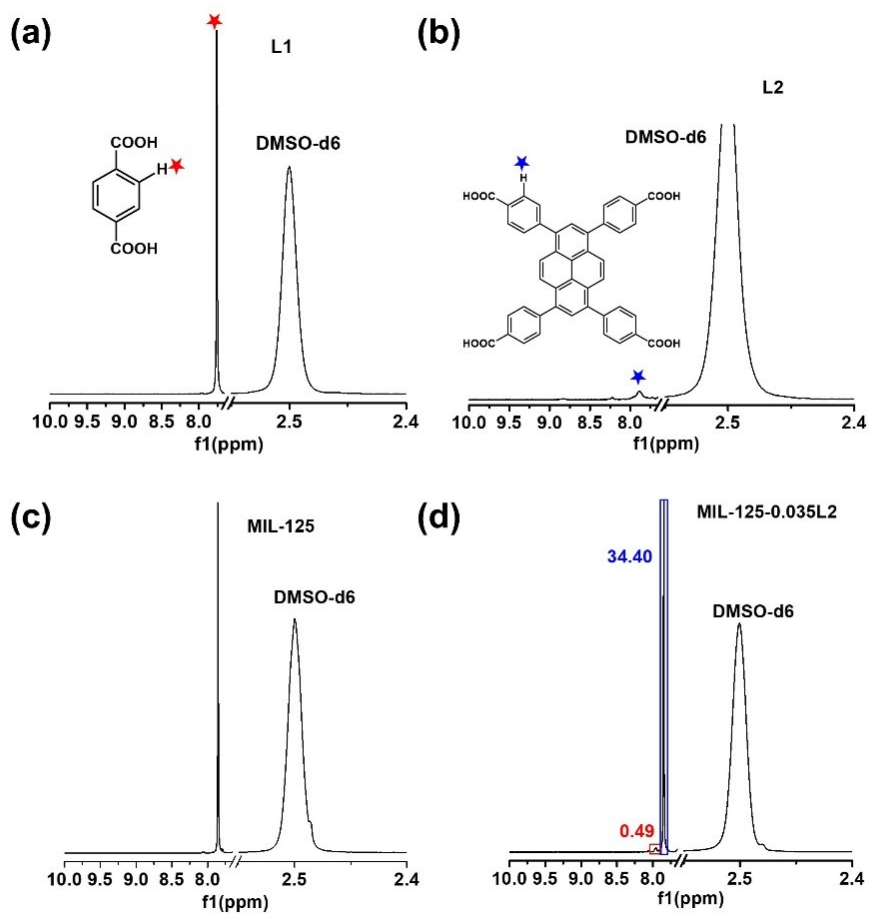 (a)
L1
DMSO-d6
COOH
H
COOH
10.0 9.5 9.0 8.5 8.0 2.5 2.4
f1(ppm)
(b)
L2
DMSO-d6
H
HOOC COOH
HOOC COOH
10.0 9.5 9.0 8.5 8.0 2.5 2.4
f1(ppm)
(c)
MIL-125
DMSO-d6
10.0 9.5 9.0 8.5 8.0 2.5 2.4
f1(ppm)
(d)
MIL-125-0.035L2
34.40
DMSO-d6
0.49
10.0 9.5 9.0 8.5 8.0 2.5 2.4
f1(ppm)